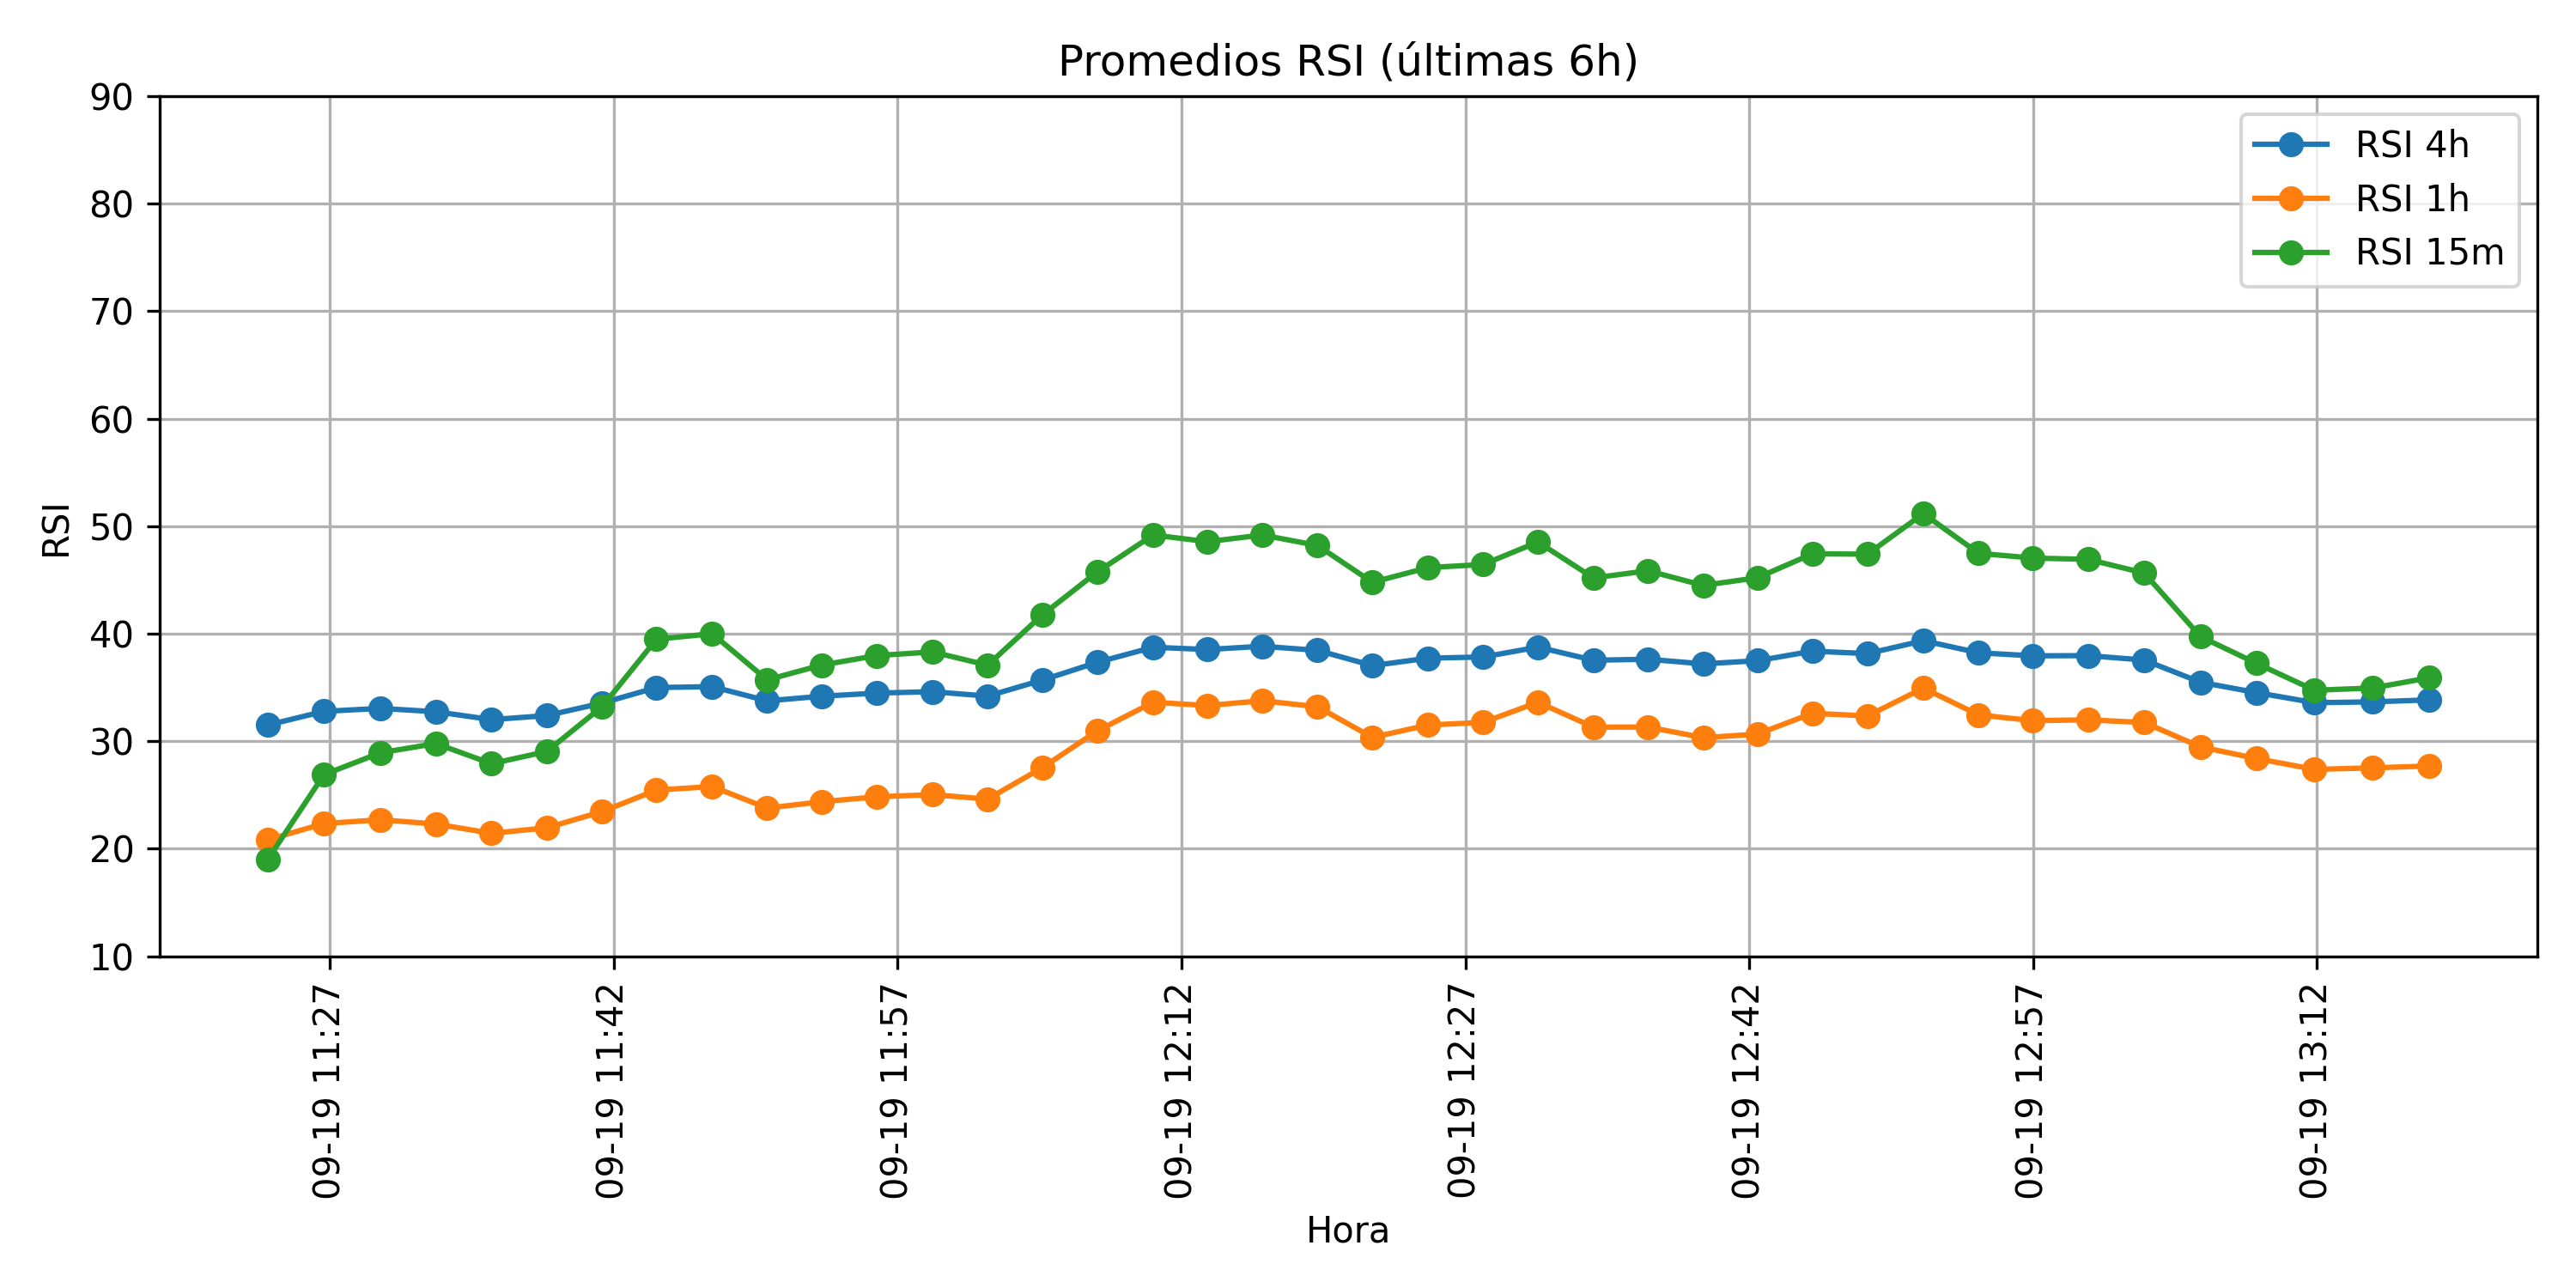 Promedios RSI (últimas 6h)
90
80
70
60
50
40
30
20
10
RSI
RSI 4h
RSI 1h
RSI 15m
09-19 11:27
09-19 11:42
09-19 11:57
09-19 12:12
09-19 12:27
09-19 12:42
09-19 12:57
09-19 13:12
Hora